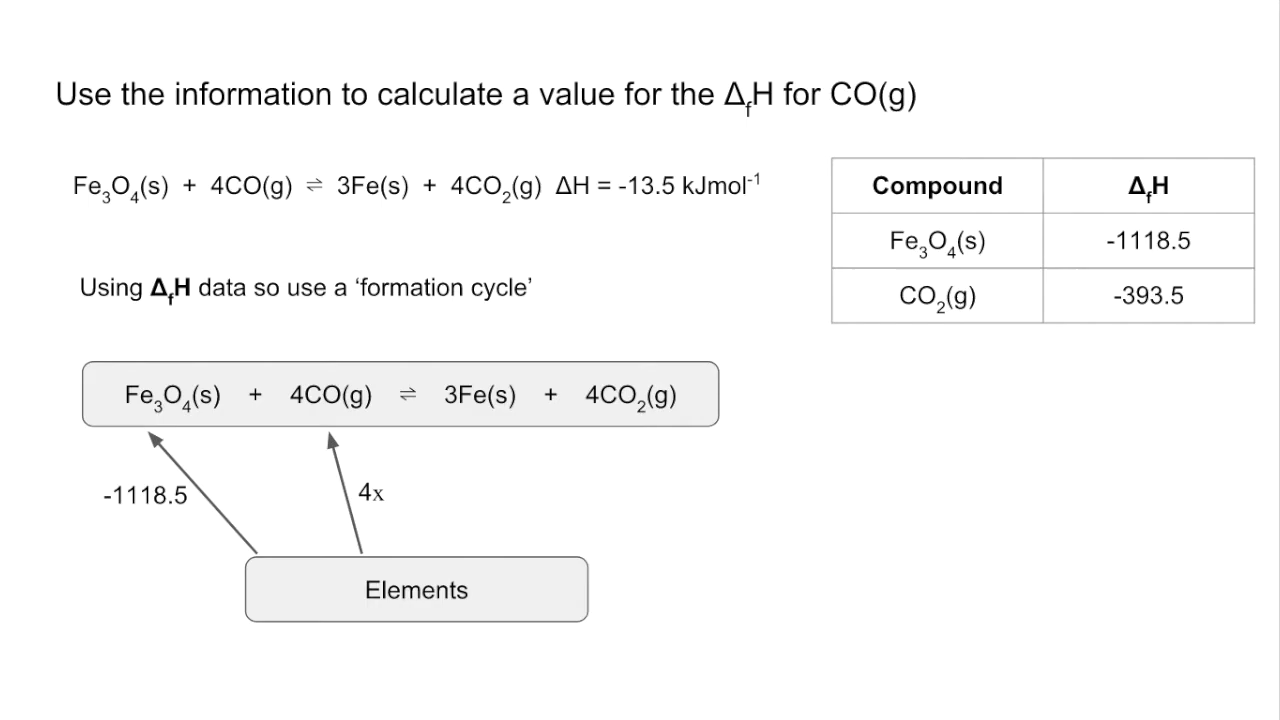 Use the information to calculate a value for the ΔfH for CO(g)
Fe₃O₄(s) + 4CO(g) ⇌ 3Fe(s) + 4CO₂(g) ΔH = -13.5 kJmol⁻¹
Compound ΔfH
Fe₃O₄(s) -1118.5
CO₂(g) -393.5
Using ΔfH data so use a ‘formation cycle’
Fe₃O₄(s) + 4CO(g) ⇌ 3Fe(s) + 4CO₂(g)
-1118.5 4x
Elements